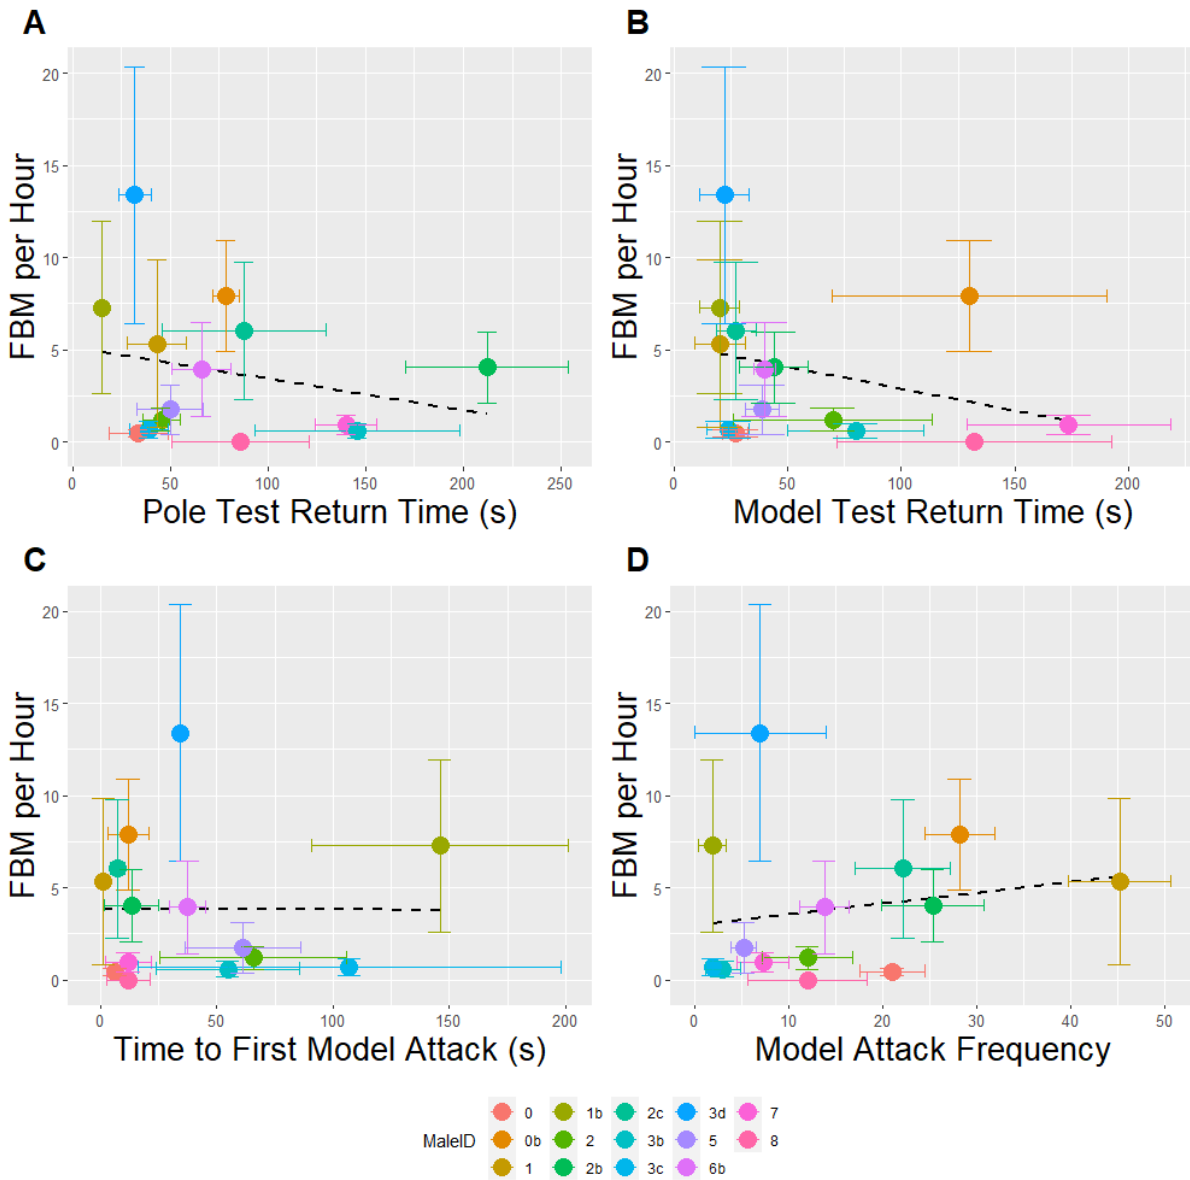 A
B
FBM per Hour
20
15
10
5
0
0
50
100
150
200
250
Pole Test Return Time (s)
FBM per Hour
20
15
10
5
0
0
50
100
150
200
Model Test Return Time (s)
C
D
FBM per Hour
20
15
10
5
0
0
50
100
150
200
Time to First Model Attack (s)
FBM per Hour
20
15
10
5
0
0
10
20
30
40
50
Model Attack Frequency
MaleID
0
0b
1
1b
2
2b
2c
3b
3c
3d
5
6b
7
8